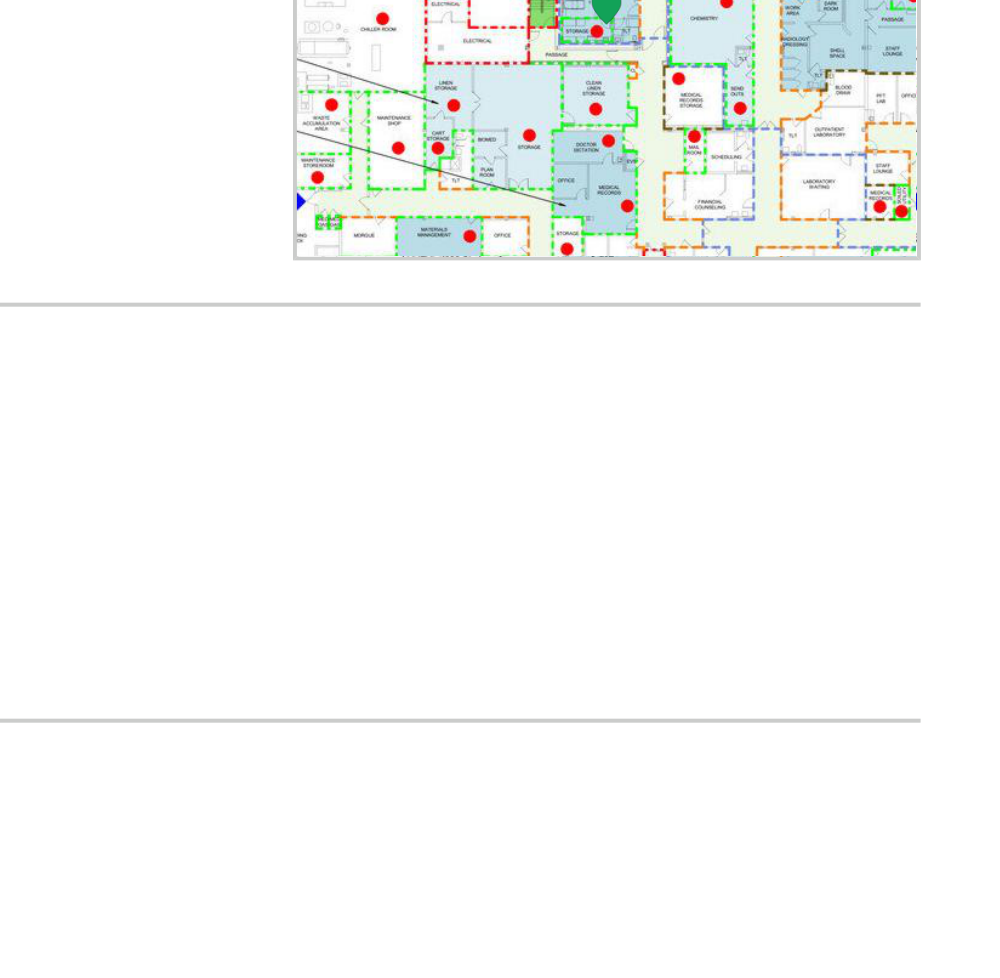 ELECTRICAL
CHILLER ROOM
ELECTRICAL
PASSAGE
STORAGE
TLT
CHEMISTRY
WORK
AREA
DARK
ROOM
PASSAGE
RADIOLOGY
DRESSING
SHELL
SPACE
STAFF
LOUNGE
TLT
TLT
LINEN
STORAGE
CLEAN
LINEN
STORAGE
MEDICAL
RECORDS
STORAGE
SEND
OUTS
BLOOD
DRAW
PFT
LAB
OFFIC
WASTE
ACCUMULATION
AREA
MAINTENANCE
SHOP
CART
STORAGE
BIOMED
STORAGE
DOCTOR
DICTATION
MAIL
ROOM
SCHEDULING
TLT
OUTPATIENT
LABORATORY
MAINTENANCE
STOREROOM
TLT
PLAN
ROOM
OFFICE
MEDICAL
RECORDS
LABORATORY
WAITING
STAFF
LOUNGE
MEDICAL
RECORDS
FINANCIAL
COUNSELING
MORGUE
MATERIALS
MANAGEMENT
OFFICE
STORAGE